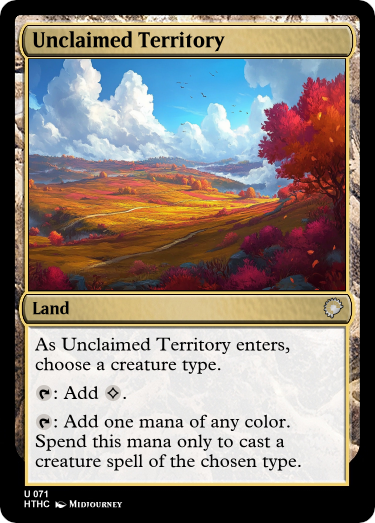 Unclaimed Territory
Land
As Unclaimed Territory enters,
choose a creature type.
: Add .
: Add one mana of any color.
Spend this mana only to cast a
creature spell of the chosen type.
U 071
HTHC Midjourney